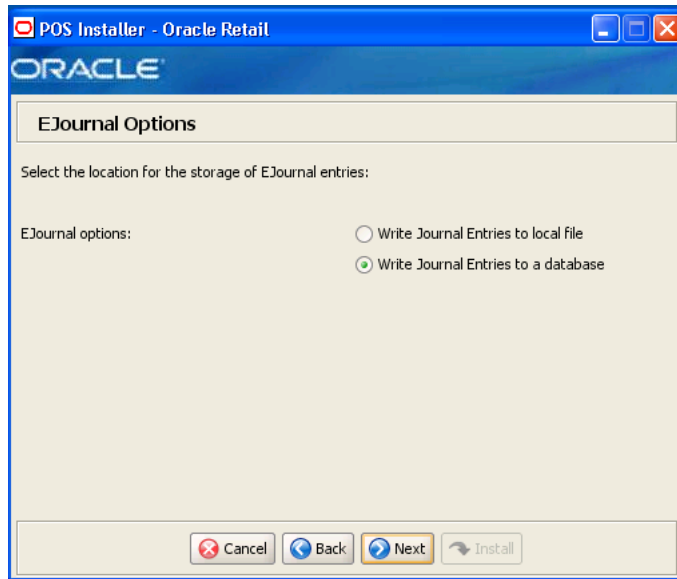 POS Installer - Oracle Retail
ORACLE
EJournal Options
Select the location for the storage of EJournal entries:
EJournal options:
Write Journal Entries to local file
Write Journal Entries to a database
Cancel
Back
Next
Install